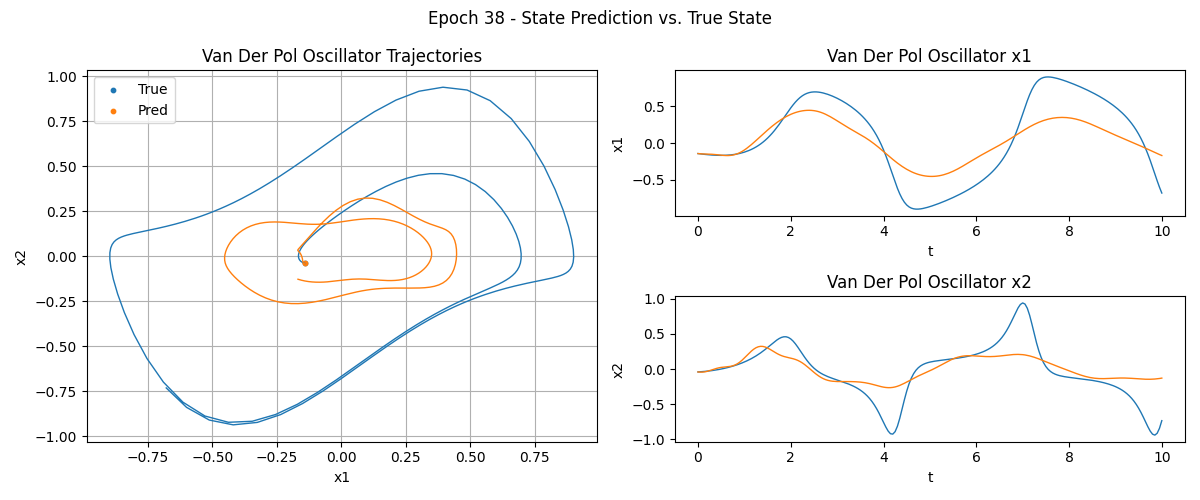 Epoch 38 - State Prediction vs. True State
Van Der Pol Oscillator Trajectories
True
Pred
1.00
0.75
0.50
0.25
0.00
−0.25
−0.50
−0.75
−1.00
x2
−0.75 −0.50 −0.25 0.00 0.25 0.50 0.75
x1
Van Der Pol Oscillator x1
0.5
0.0
−0.5
x1
0 2 4 6 8 10
t
Van Der Pol Oscillator x2
1.0
0.5
0.0
−0.5
−1.0
x2
0 2 4 6 8 10
t